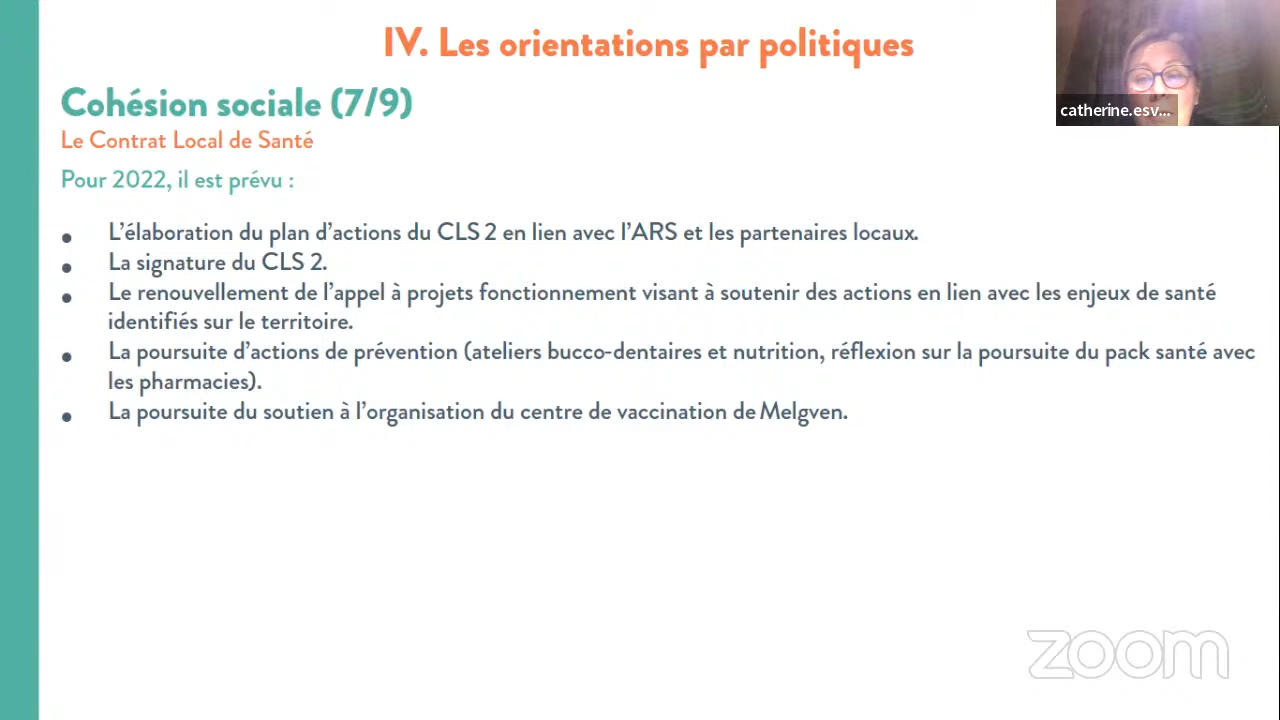 IV. Les orientations par politiques
catherine.esv...
Cohésion sociale (7/9)
Le Contrat Local de Santé
Pour 2022, il est prévu :
• L’élaboration du plan d’actions du CLS 2 en lien avec l’ARS et les partenaires locaux.
• La signature du CLS 2.
• Le renouvellement de l’appel à projets fonctionnement visant à soutenir des actions en lien avec les enjeux de santé
identifiés sur le territoire.
• La poursuite d’actions de prévention (ateliers bucco-dentaires et nutrition, réflexion sur la poursuite du pack santé avec
les pharmacies).
• La poursuite du soutien à l’organisation du centre de vaccination de Melgven.
zoom